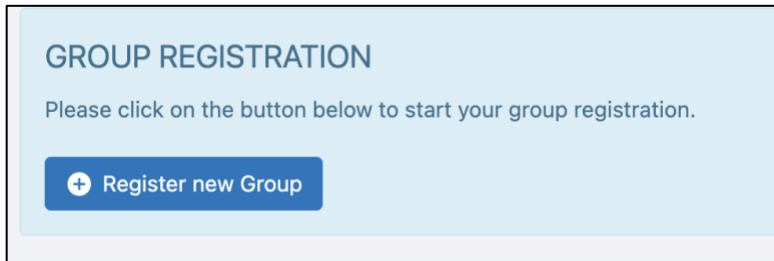 GROUP REGISTRATION
Please click on the button below to start your group registration.
Register new Group